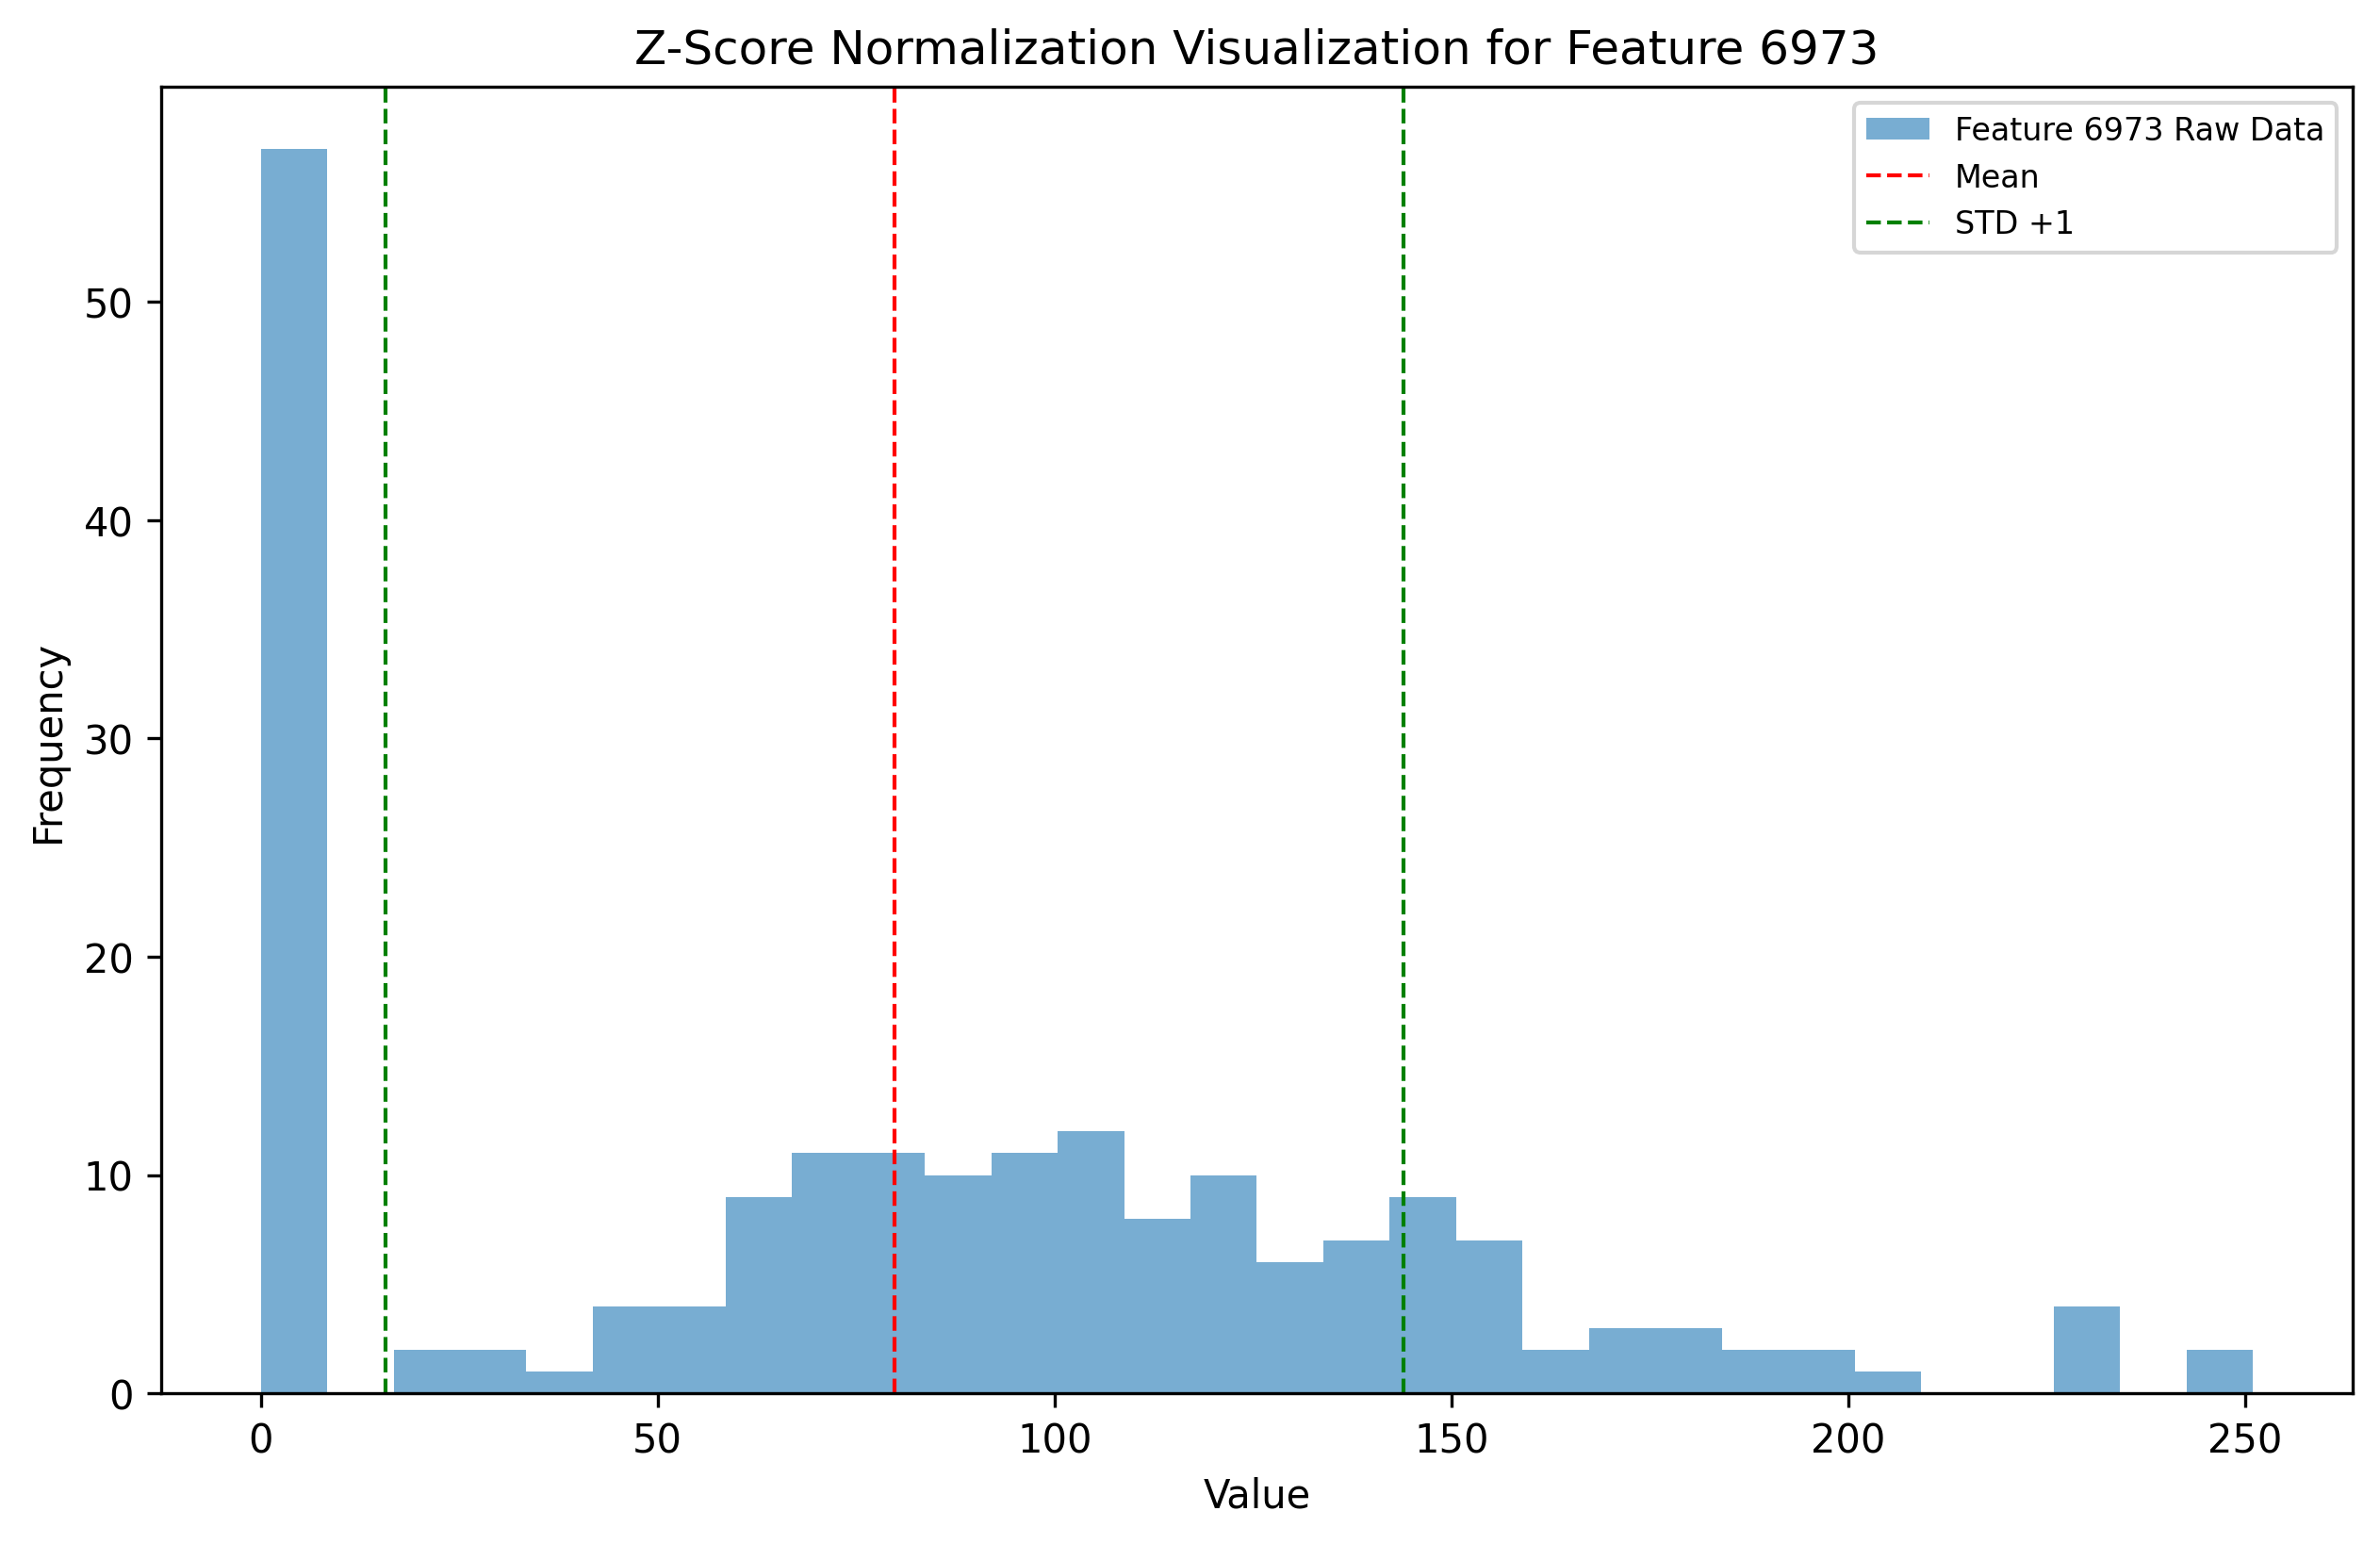 Z-Score Normalization Visualization for Feature 6973
Feature 6973 Raw Data
Mean
STD +1
Frequency
50
40
30
20
10
0
0 50 100 150 200 250
Value